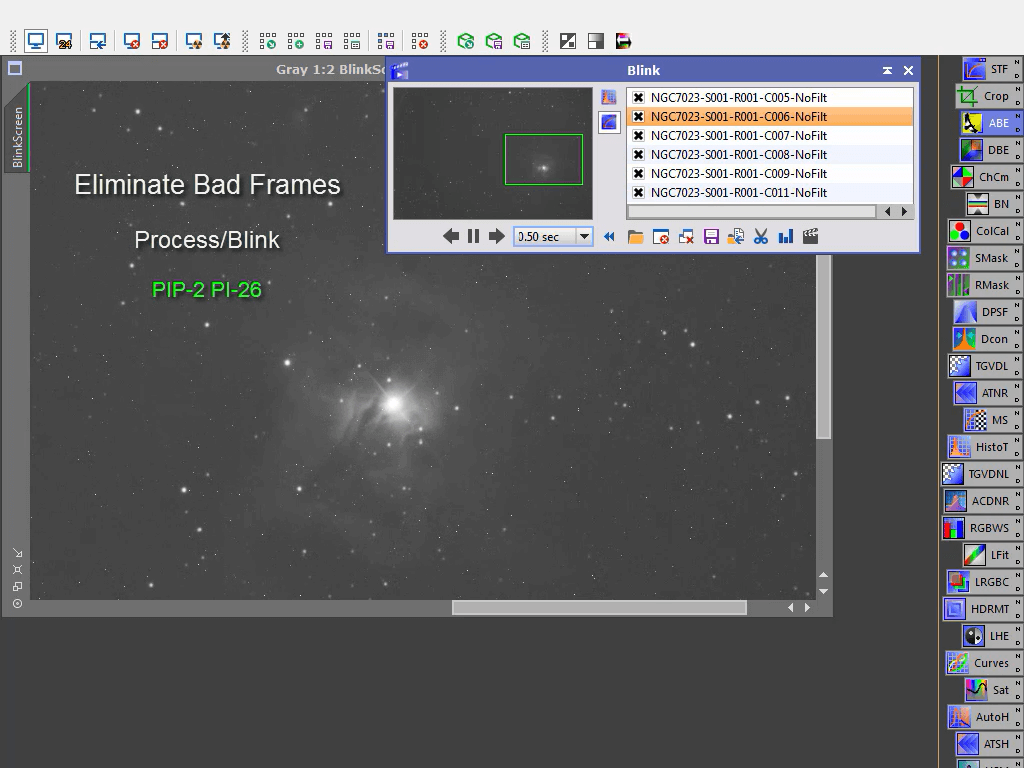 24
Gray 1:2 BlinkSc
Blink
BlinkScreen
NGC7023-S001-R001-C005-NoFilt
NGC7023-S001-R001-C006-NoFilt
NGC7023-S001-R001-C007-NoFilt
NGC7023-S001-R001-C008-NoFilt
NGC7023-S001-R001-C009-NoFilt
NGC7023-S001-R001-C011-NoFilt
0.50 sec
Eliminate Bad Frames
Process/Blink
PIP-2 PI-26
STF N D
Crop N D
ABE N D
DBE N D
ChCm N D
BN N D
ColCal N D
SMask N D
RMask N D
DPSF N D
Dcon N D
TGVDL N D
ATNR N D
MS N D
HistoT N D
TGVDNL N D
ACDNR N D
RGBWS N D
LFit N D
LRGBC N D
HDRMT N D
LHE N D
Curves N D
Sat N D
AutoH N D
ATSH N D